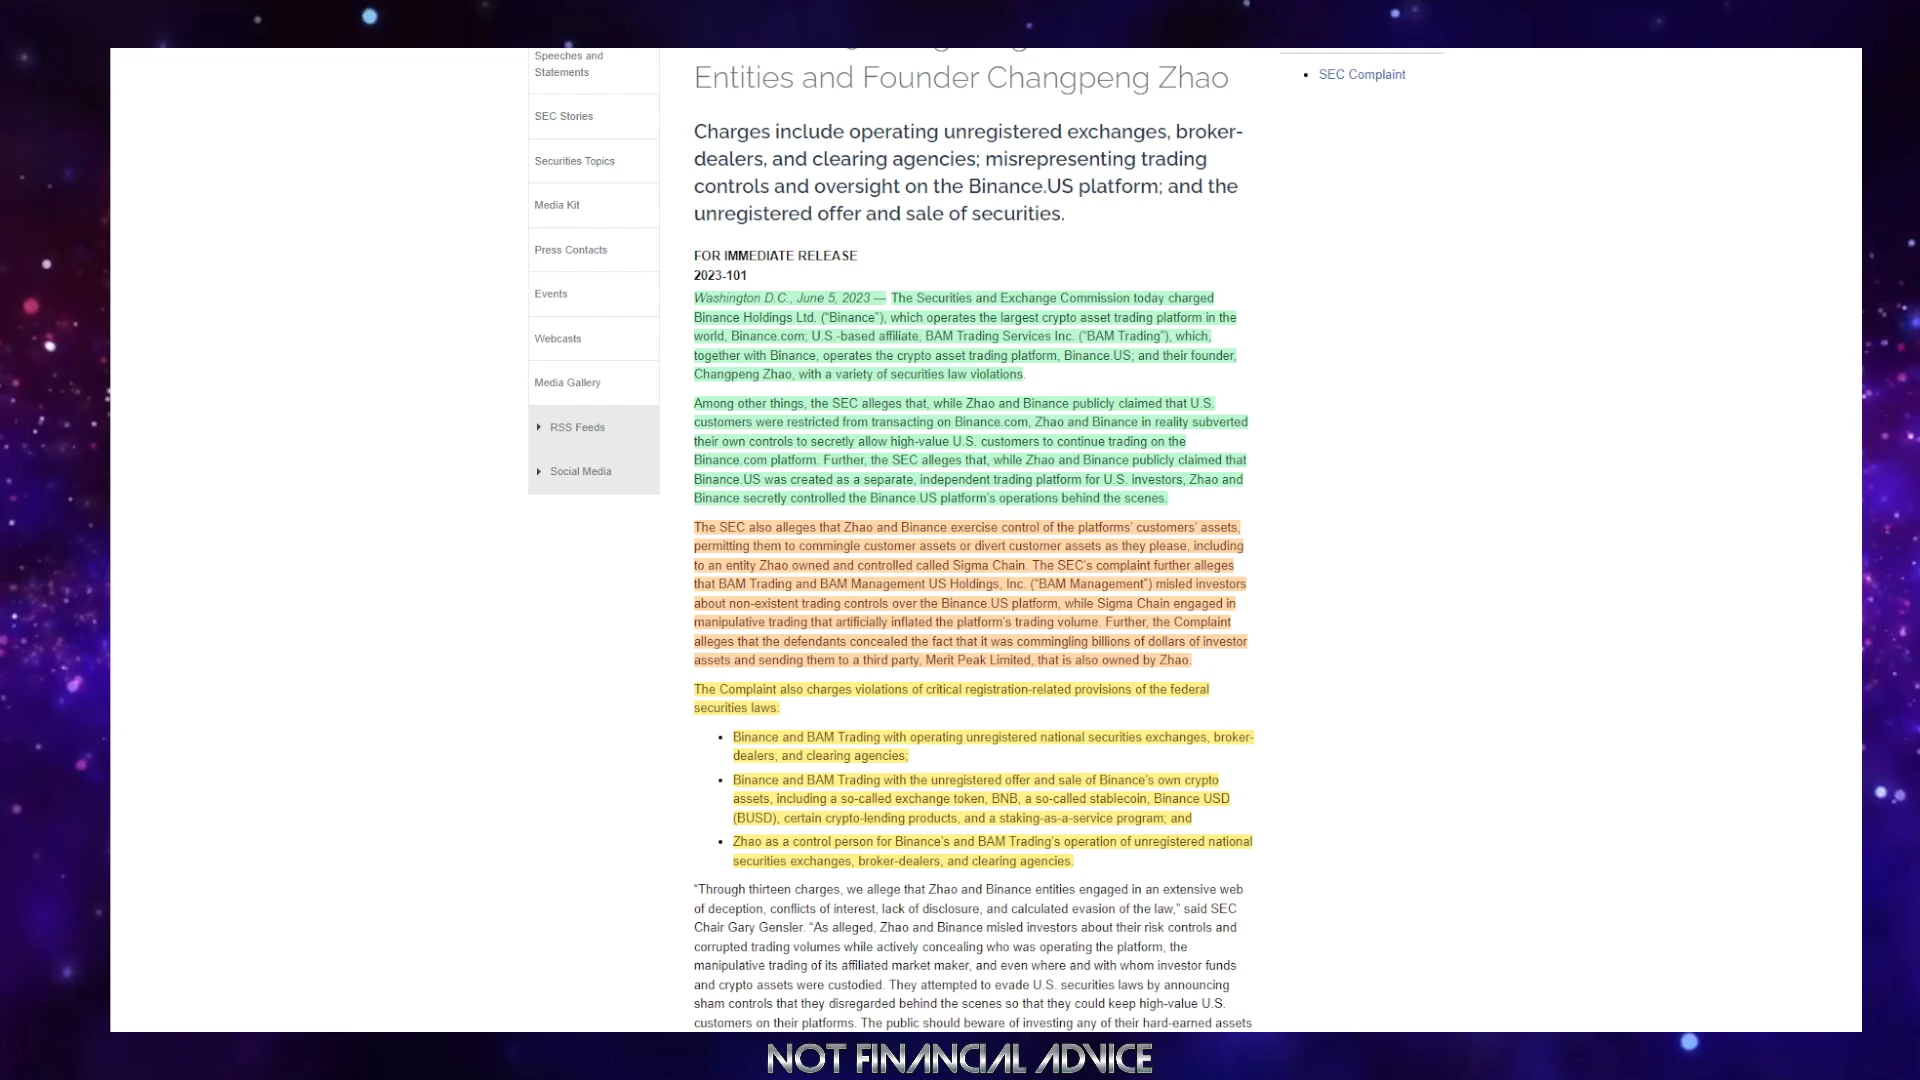 Speeches and
Statements
SEC Stories
Securities Topics
Media Kit
Press Contacts
Events
Webcasts
Media Gallery
RSS Feeds
Social Media
Entities and Founder Changpeng Zhao
Charges include operating unregistered exchanges, broker-
dealers, and clearing agencies; misrepresenting trading
controls and oversight on the Binance.US platform; and the
unregistered offer and sale of securities.
FOR IMMEDIATE RELEASE
2023-101
Washington D.C., June 5, 2023 — The Securities and Exchange Commission today charged
Binance Holdings Ltd. (“Binance”), which operates the largest crypto asset trading platform in the
world, Binance.com; U.S.-based affiliate, BAM Trading Services Inc. (“BAM Trading”), which,
together with Binance, operates the crypto asset trading platform, Binance.US; and their founder,
Changpeng Zhao, with a variety of securities law violations.
Among other things, the SEC alleges that, while Zhao and Binance publicly claimed that U.S.
customers were restricted from transacting on Binance.com, Zhao and Binance in reality subverted
their own controls to secretly allow high-value U.S. customers to continue trading on the
Binance.com platform. Further, the SEC alleges that, while Zhao and Binance publicly claimed that
Binance.US was created as a separate, independent trading platform for U.S. investors, Zhao and
Binance secretly controlled the Binance.US platform’s operations behind the scenes.
The SEC also alleges that Zhao and Binance exercise control of the platforms’ customers’ assets,
permitting them to commingle customer assets or divert customer assets as they please, including
to an entity Zhao owned and controlled called Sigma Chain. The SEC’s complaint further alleges
that BAM Trading and BAM Management US Holdings, Inc. (“BAM Management”) misled investors
about non-existent trading controls over the Binance.US platform, while Sigma Chain engaged in
manipulative trading that artificially inflated the platform’s trading volume. Further, the Complaint
alleges that the defendants concealed the fact that it was commingling billions of dollars of investor
assets and sending them to a third party, Merit Peak Limited, that is also owned by Zhao.
The Complaint also charges violations of critical registration-related provisions of the federal
securities laws:
• Binance and BAM Trading with operating unregistered national securities exchanges, broker-
dealers, and clearing agencies;
• Binance and BAM Trading with the unregistered offer and sale of Binance’s own crypto
assets, including a so-called exchange token, BNB, a so-called stablecoin, Binance USD
(BUSD), certain crypto-lending products, and a staking-as-a-service program; and
• Zhao as a control person for Binance’s and BAM Trading’s operation of unregistered national
securities exchanges, broker-dealers, and clearing agencies.
“Through thirteen charges, we allege that Zhao and Binance entities engaged in an extensive web
of deception, conflicts of interest, lack of disclosure, and calculated evasion of the law,” said SEC
Chair Gary Gensler. “As alleged, Zhao and Binance misled investors about their risk controls and
corrupted trading volumes while actively concealing who was operating the platform, the
manipulative trading of its affiliated market maker, and even where and with whom investor funds
and crypto assets were custodied. They attempted to evade U.S. securities laws by announcing
sham controls that they disregarded behind the scenes so that they could keep high-value U.S.
customers on their platforms. The public should beware of investing any of their hard-earned assets
• SEC Complaint
NOT FINANCIAL ADVICE